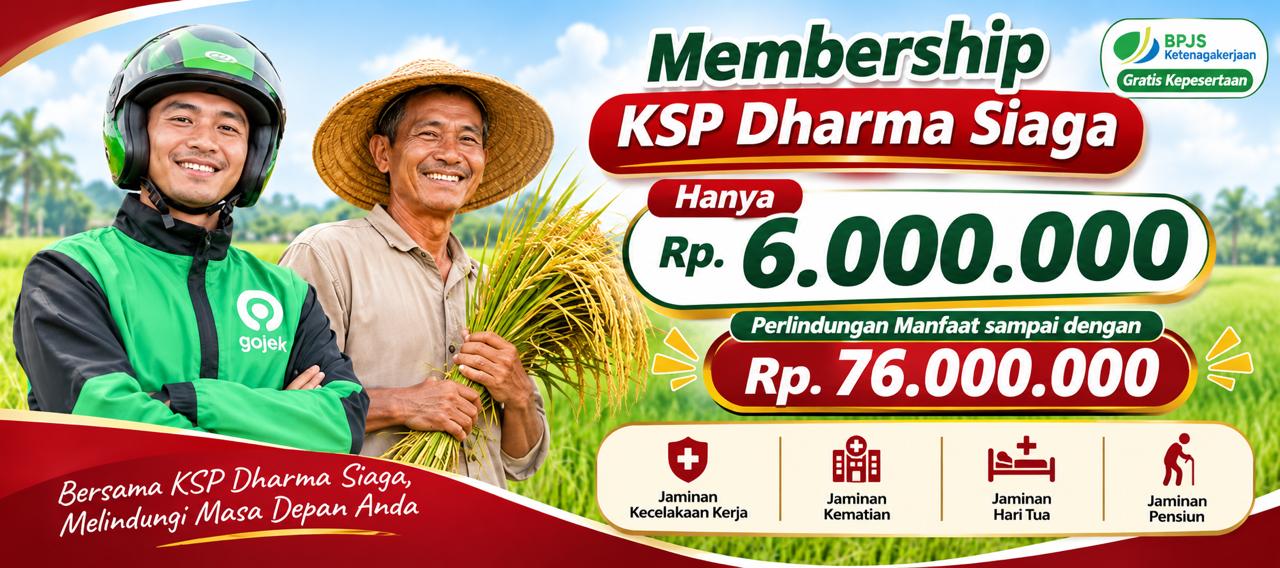 Membership
KSP Dharma Siaga
BPJS
Ketenagakerjaan
Gratis Kepesertaan
Hanya
Rp. 6.000.000
Perlindungan Manfaat sampai dengan
Rp. 76.000.000
gojek
Jaminan
Kecelakaan Kerja
Jaminan
Kematian
Jaminan
Hari Tua
Jaminan
Pensiun
Bersama KSP Dharma Siaga,
Melindungi Masa Depan Anda